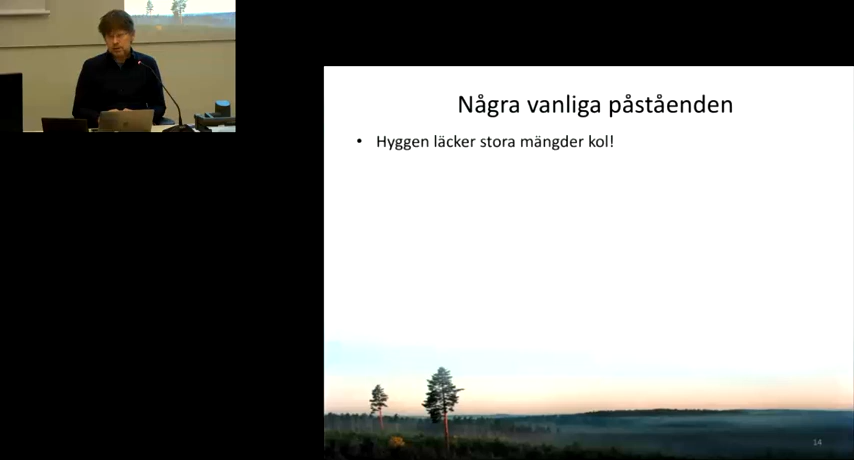 Några vanliga påståenden
• Hyggen läcker stora mängder kol!
14